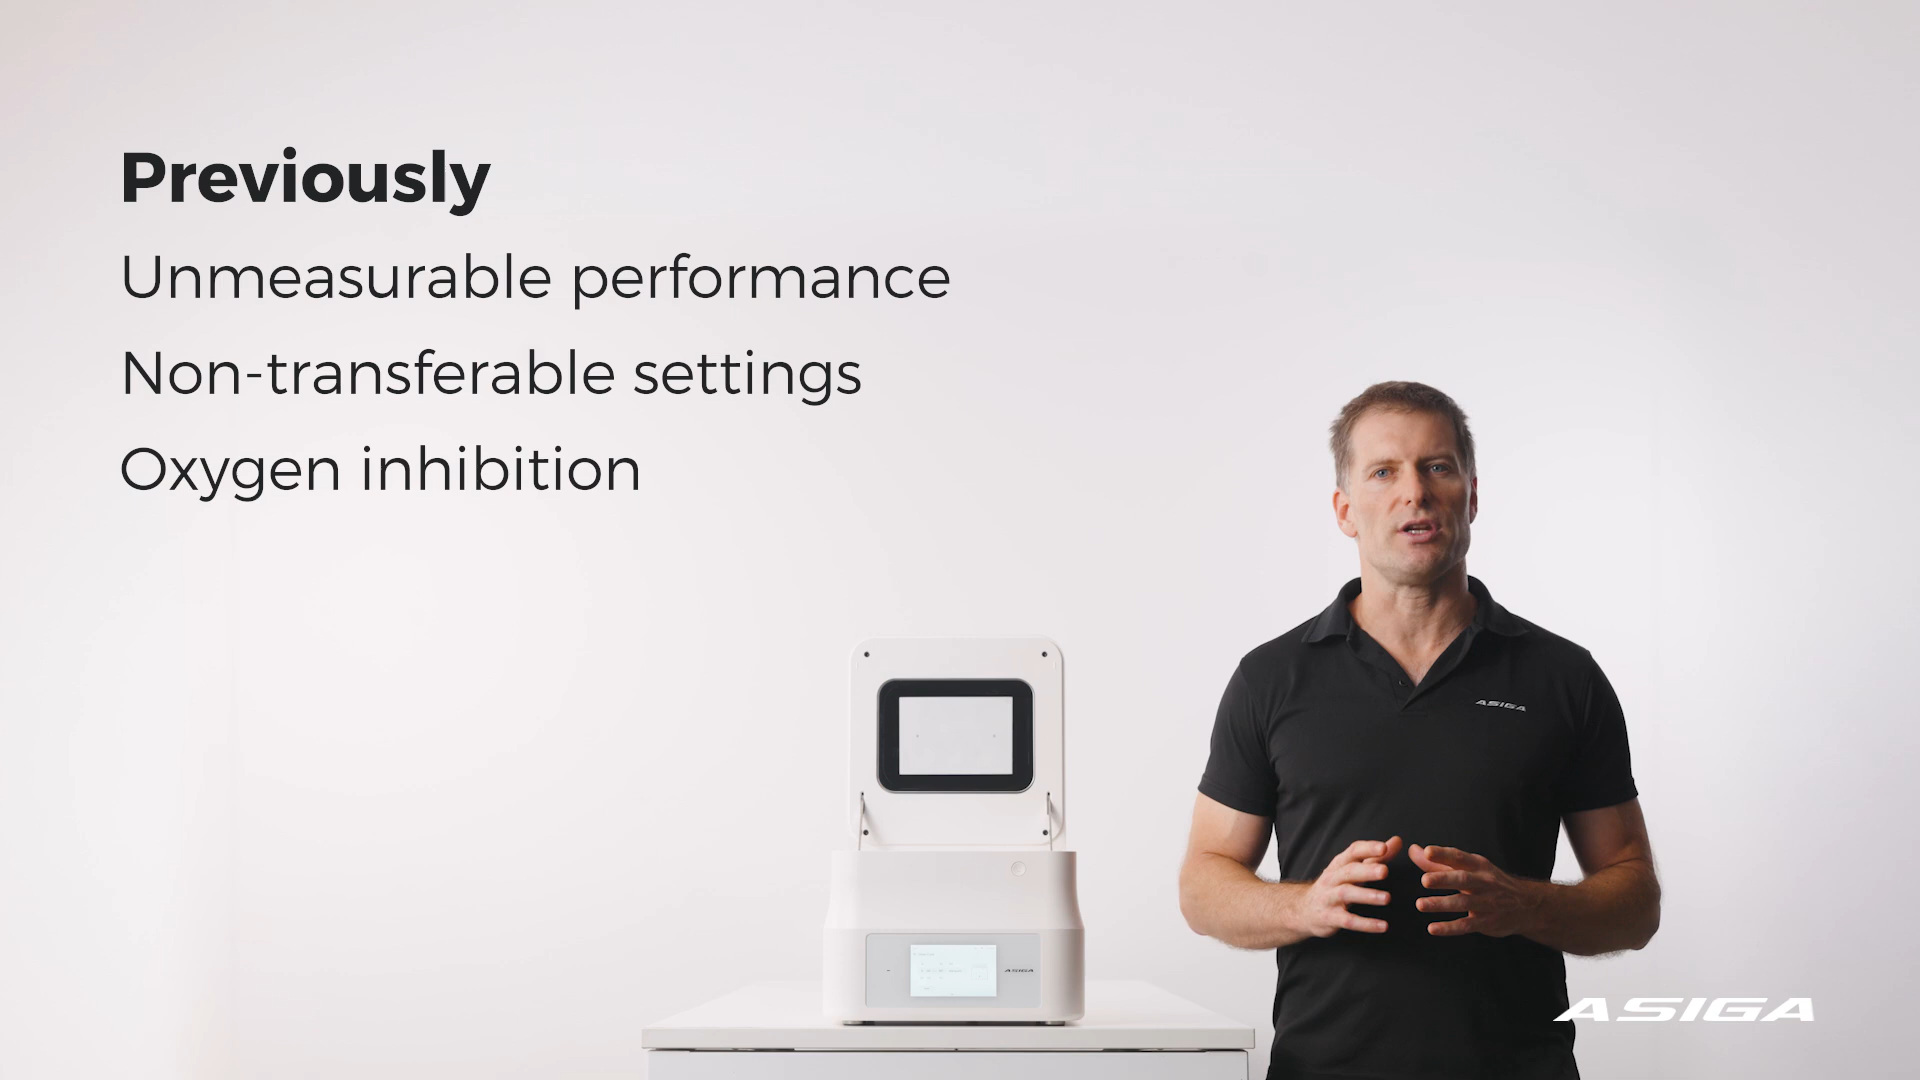 Previously
Unmeasurable performance
Non-transferable settings
Oxygen inhibition
ASIGA
ASIGA
ASIGA